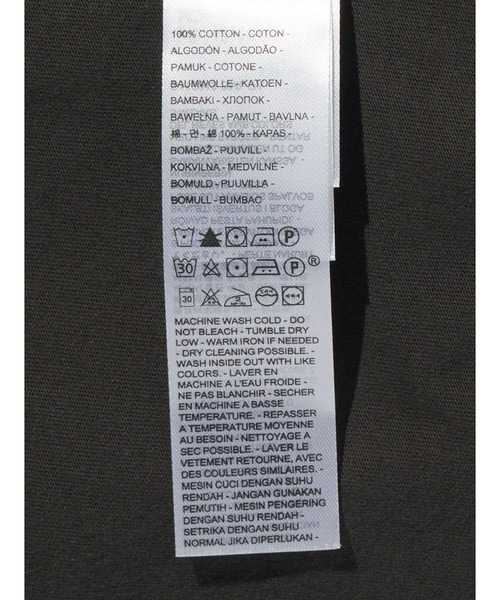 100% COTTON - COTON -
ALGODÓN - ALGODÃO -
PAMUK - COTONE -
BAUMWOLLE - KATOEN -
BAMBAKI - ХЛОПОК -
BAWEŁNA - PAMUT - BAVLNA -
棉 - 면 - 綿 100% - KAPAS -
BOMBAŽ - PUUVILL -
KOKVILNA - MEDVILNĖ -
BOMULD - PUUVILLA -
BOMULL - BUMBAC
P
30 P ®
30
MACHINE WASH COLD - DO
NOT BLEACH - TUMBLE DRY
LOW - WARM IRON IF NEEDED
- DRY CLEANING POSSIBLE. -
WASH INSIDE OUT WITH LIKE
COLORS. - LAVER EN
MACHINE A L'EAU FROIDE -
NE PAS BLANCHIR - SECHER
EN MACHINE A BASSE
TEMPERATURE. - REPASSER
A TEMPERATURE MOYENNE
AU BESOIN - NETTOYAGE A
SEC POSSIBLE. - LAVER LE
VETEMENT RETOURNE, AVEC
DES COULEURS SIMILAIRES. -
MESIN CUCI DENGAN SUHU
RENDAH - JANGAN GUNAKAN
PEMUTIH - MESIN PENGERING
DENGAN SUHU RENDAH -
SETRIKA DENGAN SUHU
NORMAL JIKA DIPERLUKAN -